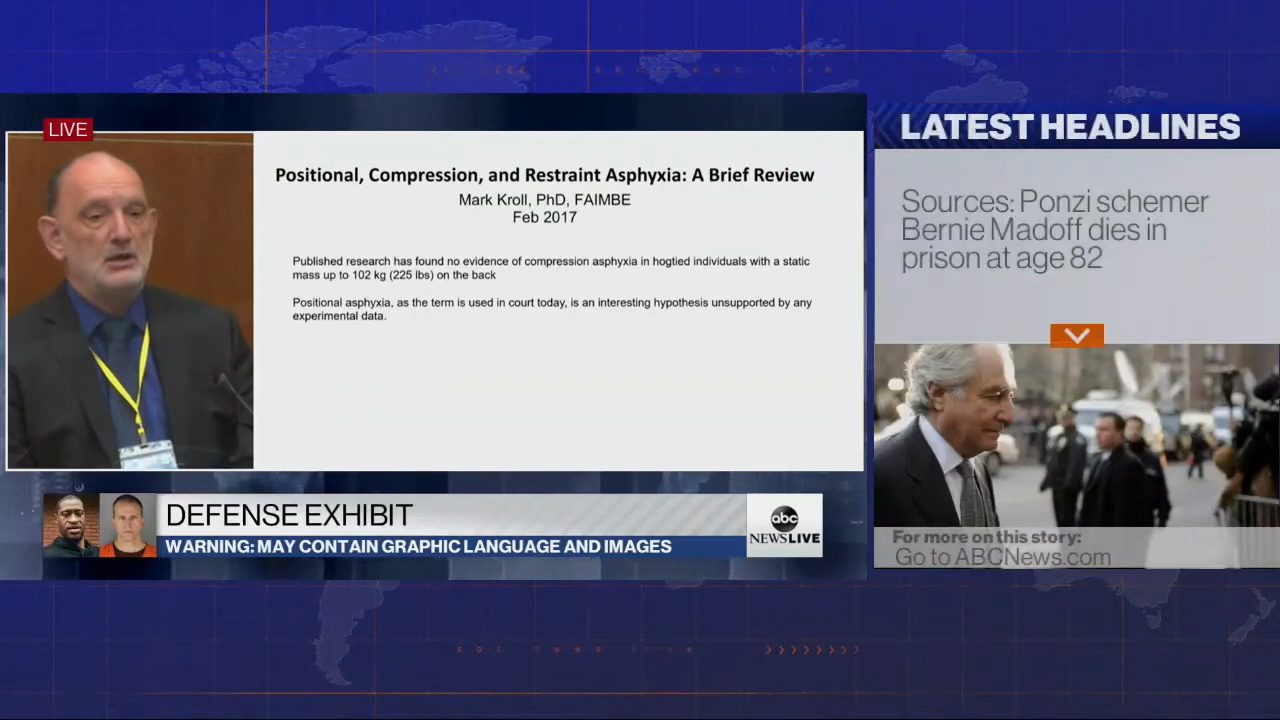 LIVE
Positional, Compression, and Restraint Asphyxia: A Brief Review
Mark Kroll, PhD, FAIMBE
Feb 2017
Published research has found no evidence of compression asphyxia in hogtied individuals with a static
mass up to 102 kg (225 lbs) on the back
Positional asphyxia, as the term is used in court today, is an interesting hypothesis unsupported by any
experimental data.
DEFENSE EXHIBIT
WARNING: MAY CONTAIN GRAPHIC LANGUAGE AND IMAGES
abc
NEWSLIVE
LATEST HEADLINES
Sources: Ponzi schemer
Bernie Madoff dies in
prison at age 82
For more on this story:
Go to ABCNews.com